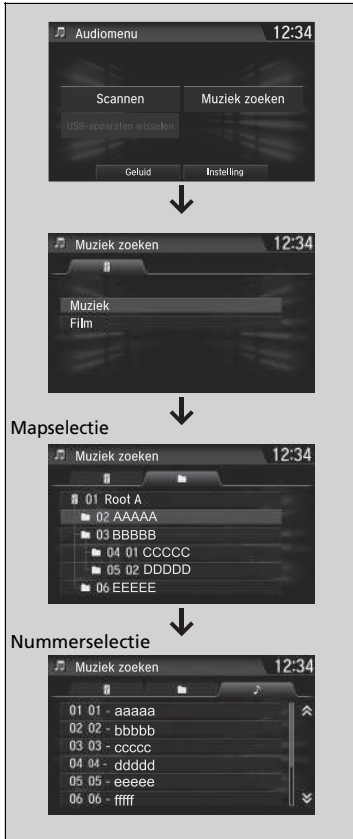 Audiomenu 12:34
Scannen Muziek zoeken
USB-apparaten wisselen
Geluid Instelling
Muziek zoeken 12:34
Muziek
Film
Mapselectie
Muziek zoeken 12:34
01 Root A
02 AAAAA
03 BBBBB
04 01 CCCCC
05 02 DDDDD
06 EEEEE
Nummerselectie
Muziek zoeken 12:34
01 01 - aaaaa
02 02 - bbbbb
03 03 - ccccc
04 04 - ddddd
05 05 - eeeee
06 06 - fffff